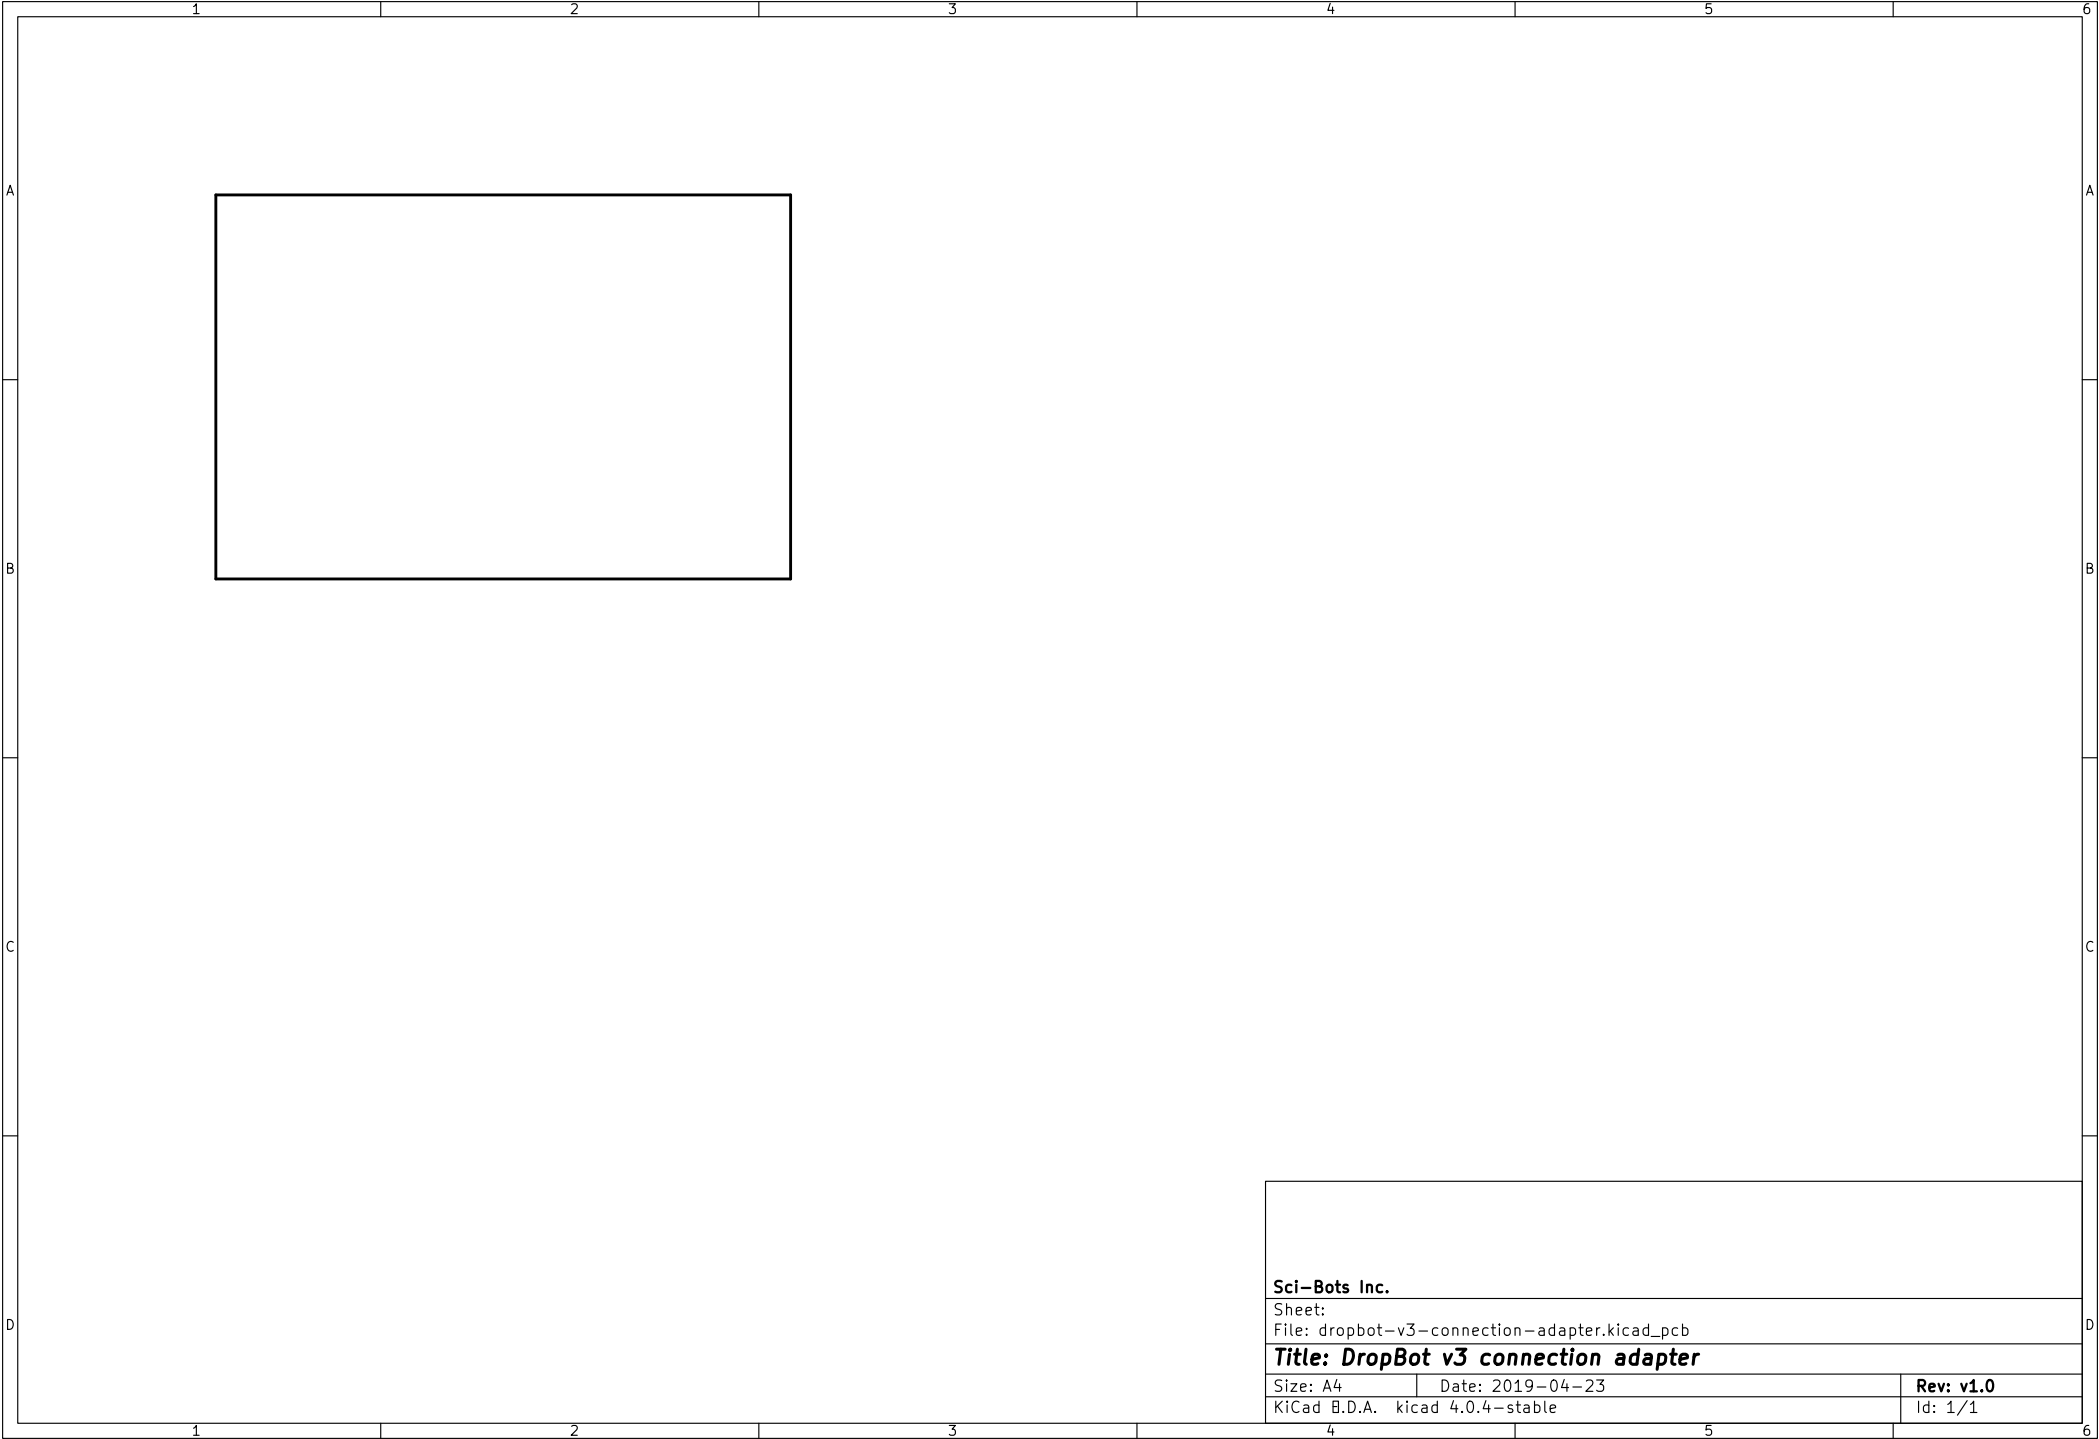 1 2 3 4 5 6
A A
B B
C C
Sci-Bots Inc.
Sheet:
File: dropbot-v3-connection-adapter.kicad_pcb
D D
Title: DropBot v3 connection adapter
Size: A4 Date: 2019-04-23 Rev: v1.0
KiCad E.D.A. kicad 4.0.4-stable Id: 1/1
1 2 3 4 5 6